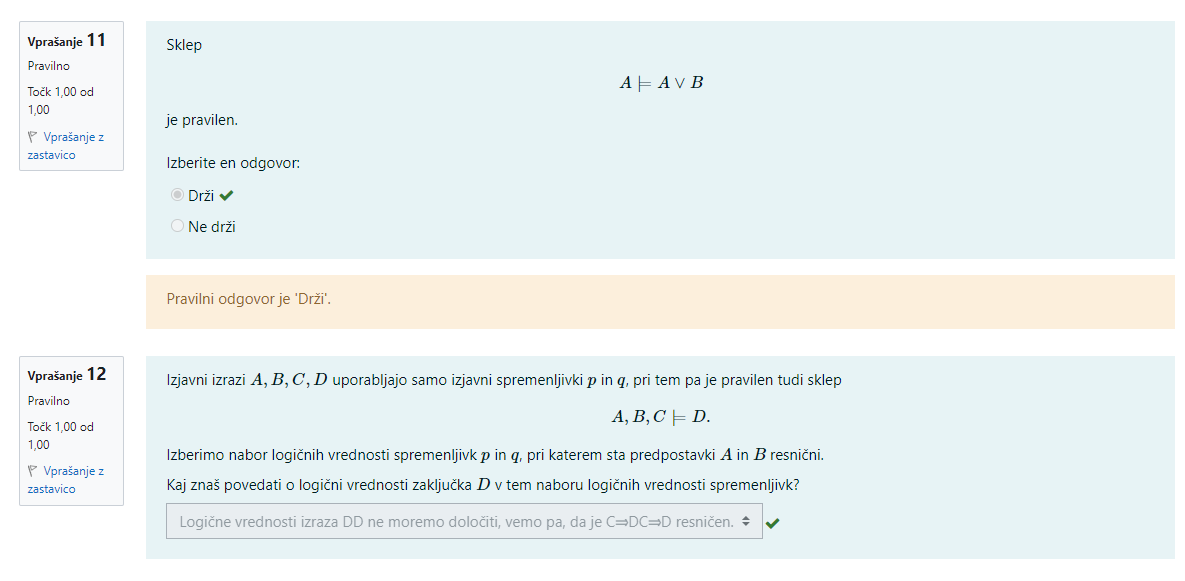 Vprašanje 11
Pravilno
Točk 1,00 od
1,00
Vprašanje z
zastavico
Sklep
A ⊨ A ∨ B
je pravilen.
Izberite en odgovor:
Drži
Ne drži
Pravilni odgovor je 'Drži'.
Vprašanje 12
Pravilno
Točk 1,00 od
1,00
Vprašanje z
zastavico
Izjavni izrazi A, B, C, D uporabljajo samo izjavni spremenljivki p in q, pri tem pa je pravilen tudi sklep
A, B, C ⊨ D.
Izberimo nabor logičnih vrednosti spremenljivk p in q, pri katerem sta predpostavki A in B resnični.
Kaj znaš povedati o logični vrednosti zaključka D v tem naboru logičnih vrednosti spremenljivk?
Logične vrednosti izraza DD ne moremo določiti, vemo pa, da je C⇒DC⇒D resničen.